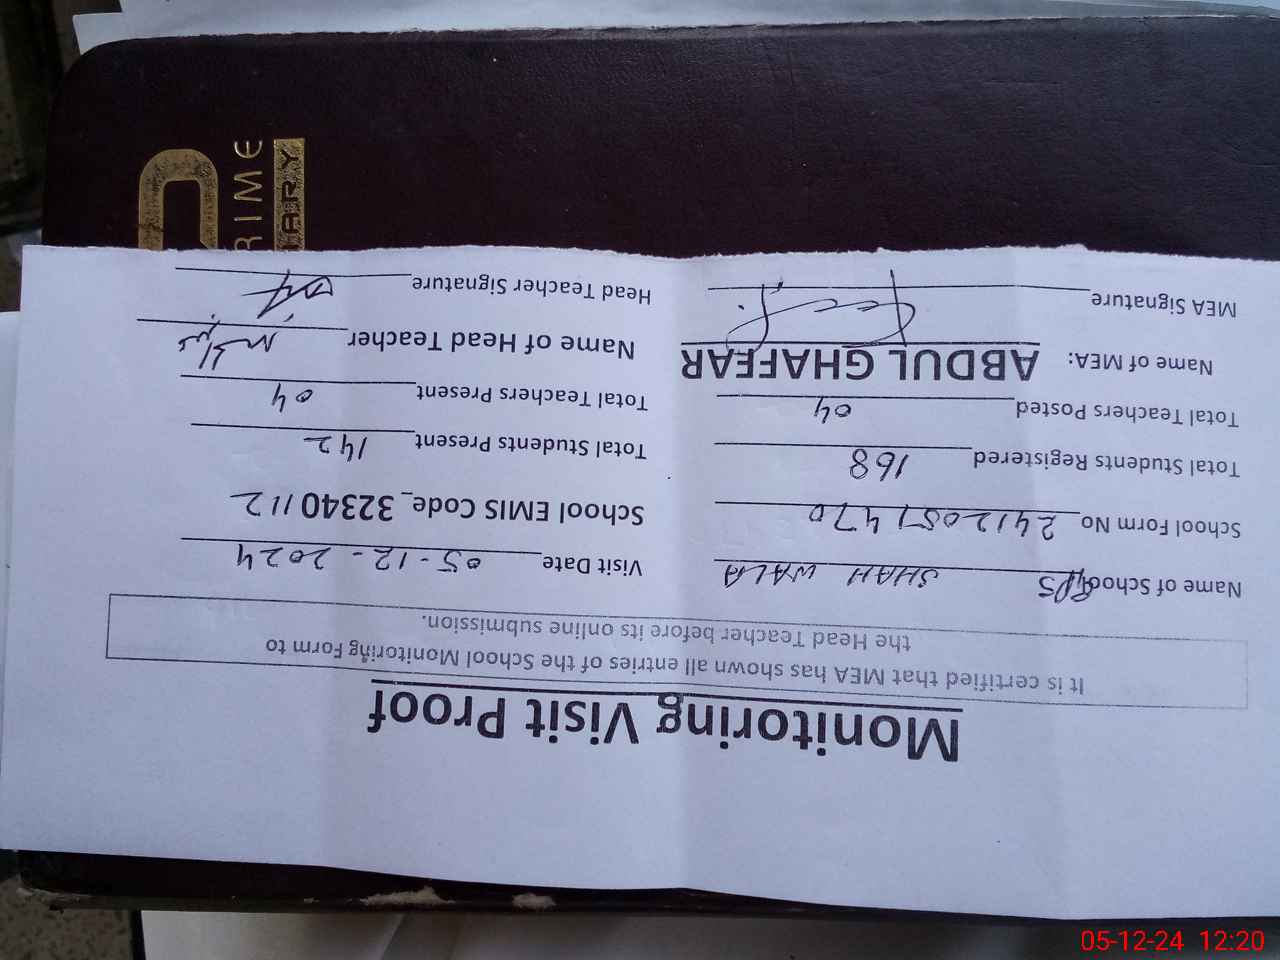 Monitoring Visit Proof
It is certified that MEA has shown all entries of the School Monitoring Form to
the Head Teacher before its online submission.
Name of School GPS SHAH WALA Visit Date 05-12-2024
School Form No 2412051470 School EMIS Code_ 32340112
Total Students Registered 168 Total Students Present 142
Total Teachers Posted 04 Total Teachers Present 04
Name of MEA: ABDUL GHAFFAR Name of Head Teacher
MEA Signature Head Teacher Signature
RIME
ARY
05-12-24 12:20